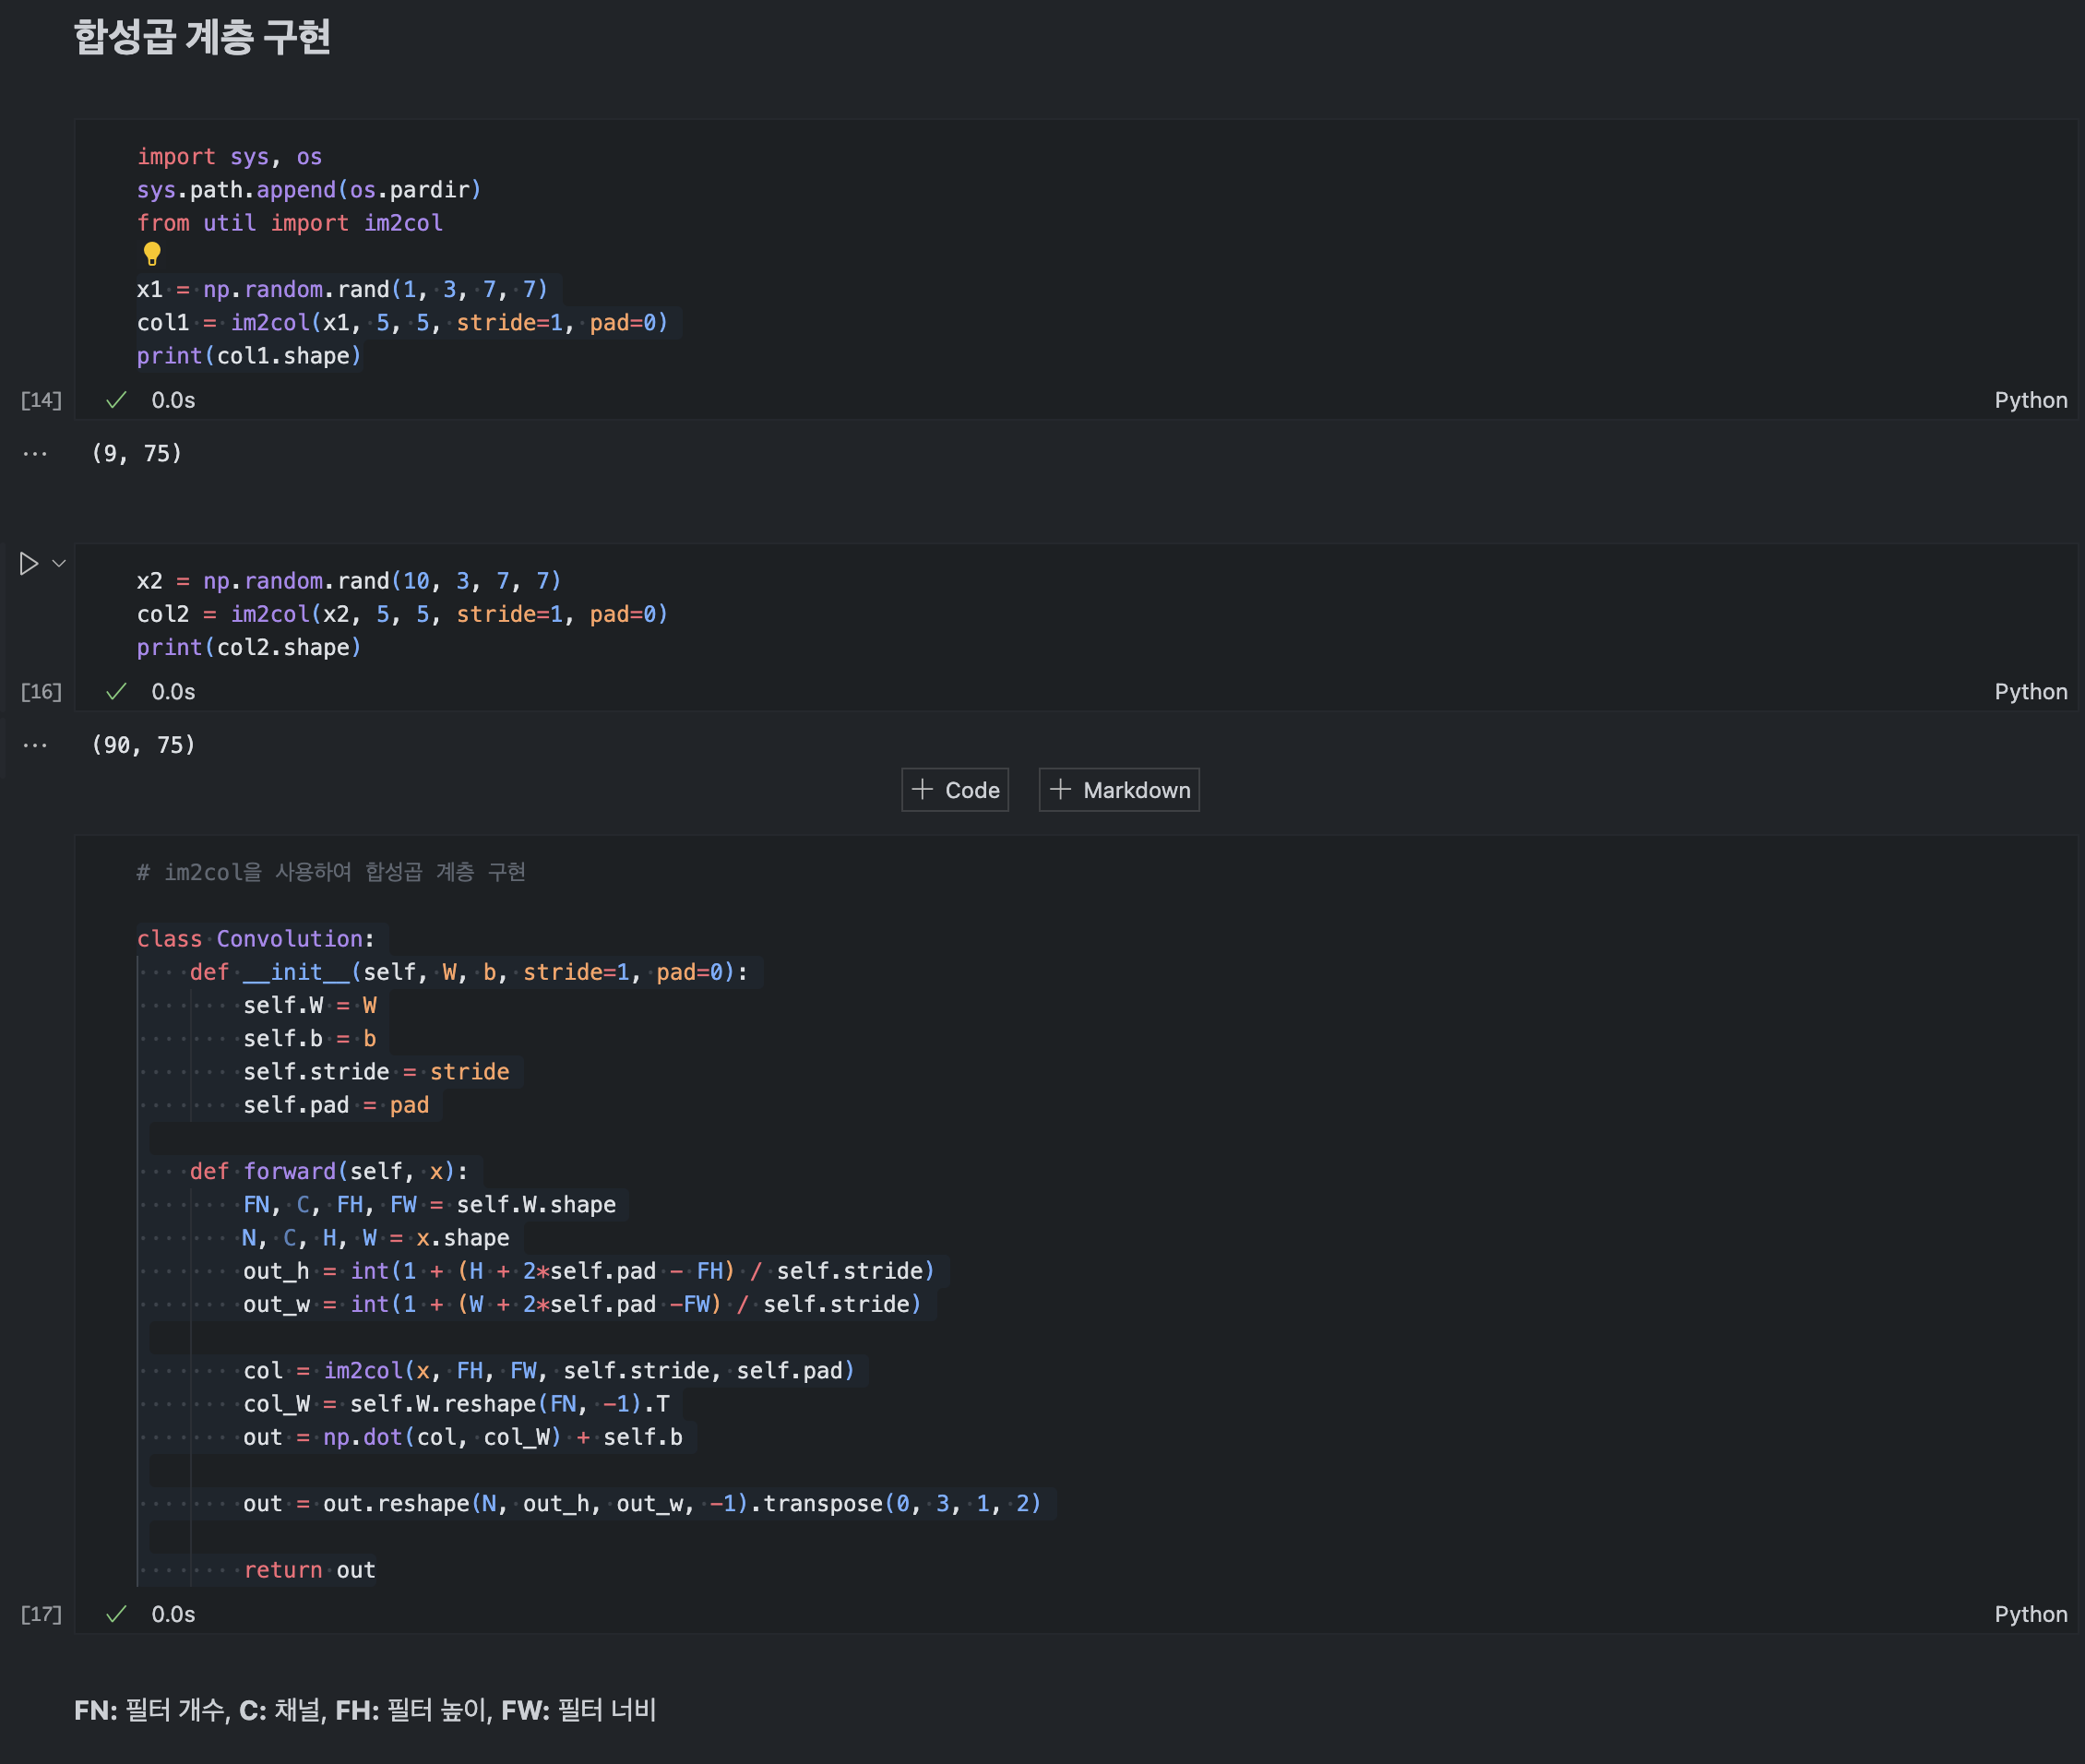 합성곱 계층 구현
import sys, os
sys.path.append(os.pardir)
from util import im2col
x1 = np.random.rand(1, 3, 7, 7)
col1 = im2col(x1, 5, 5, stride=1, pad=0)
print(col1.shape)
[14] 0.0s Python
... (9, 75)
x2 = np.random.rand(10, 3, 7, 7)
col2 = im2col(x2, 5, 5, stride=1, pad=0)
print(col2.shape)
[16] 0.0s Python
... (90, 75)
+ Code + Markdown
# im2col을 사용하여 합성곱 계층 구현
class Convolution:
    def __init__(self, W, b, stride=1, pad=0):
        self.W = W
        self.b = b
        self.stride = stride
        self.pad = pad
    def forward(self, x):
        FN, C, FH, FW = self.W.shape
        N, C, H, W = x.shape
        out_h = int(1 + (H + 2*self.pad - FH) / self.stride)
        out_w = int(1 + (W + 2*self.pad -FW) / self.stride)
        col = im2col(x, FH, FW, self.stride, self.pad)
        col_W = self.W.reshape(FN, -1).T
        out = np.dot(col, col_W) + self.b
        out = out.reshape(N, out_h, out_w, -1).transpose(0, 3, 1, 2)
        return out
[17] 0.0s Python
FN: 필터 개수, C: 채널, FH: 필터 높이, FW: 필터 너비